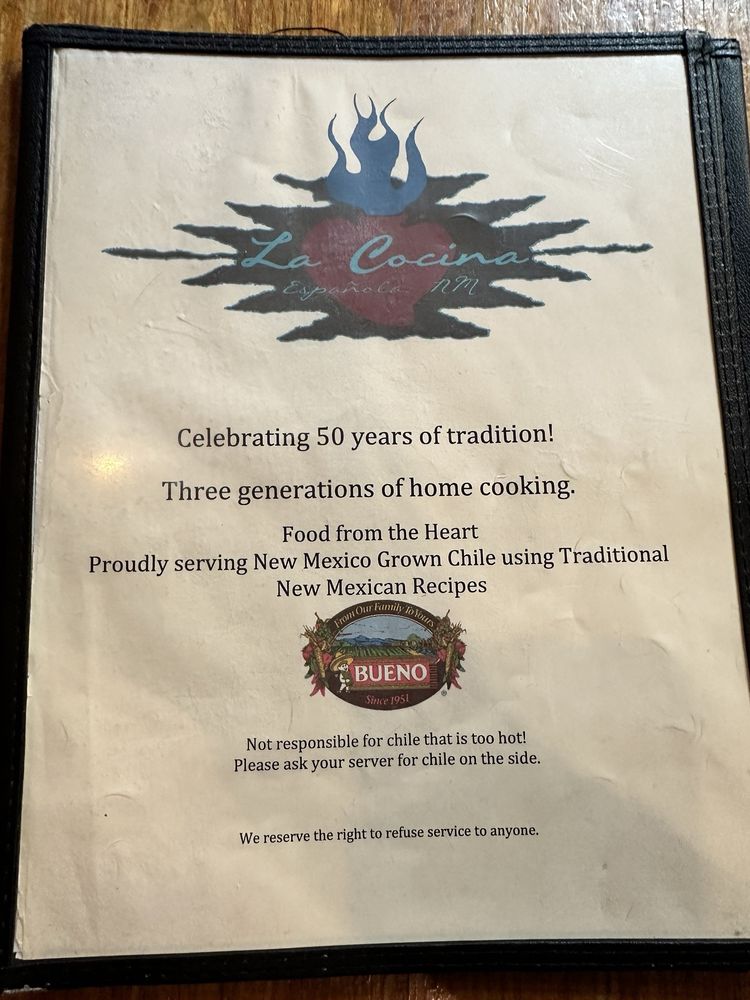 La Cocina
Española NM
Celebrating 50 years of tradition!
Three generations of home cooking.
Food from the Heart
Proudly serving New Mexico Grown Chile using Traditional
New Mexican Recipes
From Our Family To Yours
BUENO
®
Since 1951
Not responsible for chile that is too hot!
Please ask your server for chile on the side.
We reserve the right to refuse service to anyone.